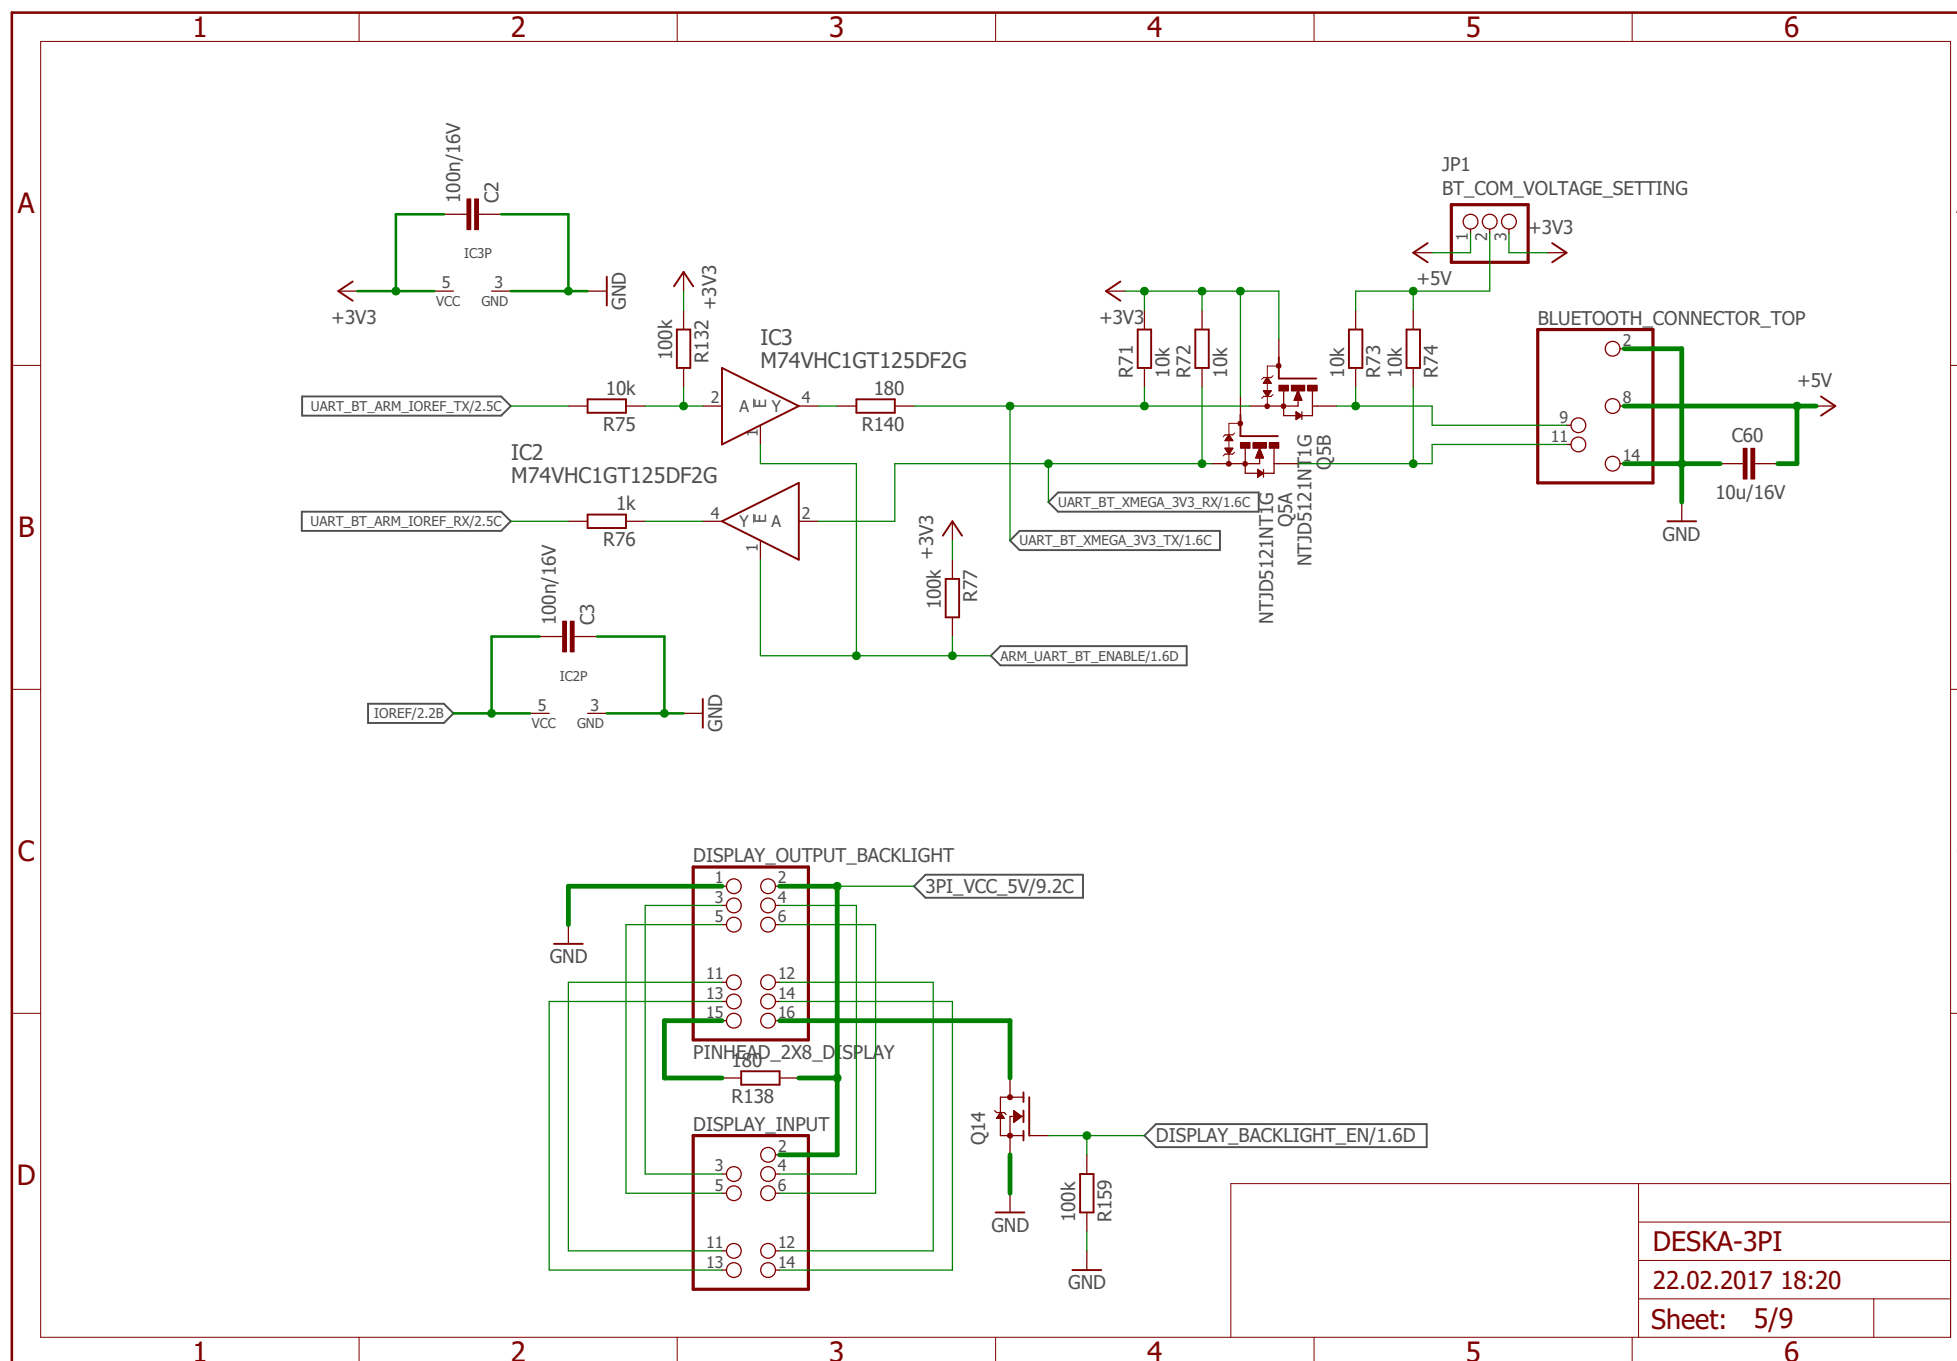 1 2 3 4 5 6
A
B
C
D
100n/16V
C2
IC3P
5
VCC
3
GND
+3V3
GND
+3V3
100k
R132
IC3
M74VHC1GT125DF2G
UART_BT_ARM_IOREF_TX/2.5C
10k
R75
2
A E Y
4
1
180
R140
IC2
M74VHC1GT125DF2G
UART_BT_ARM_IOREF_RX/2.5C
1k
R76
4
Y E A
2
1
100n/16V
C3
IC2P
IOREF/2.2B
5
VCC
3
GND
GND
+3V3
100k
R77
ARM_UART_BT_ENABLE/1.6D
UART_BT_XMEGA_3V3_RX/1.6C
UART_BT_XMEGA_3V3_TX/1.6C
+3V3
R71
10k
R72
10k
NTJD5121NT1G
Q5A
NTJD5121NT1G
Q5B
10k
R73
10k
R74
JP1
BT_COM_VOLTAGE_SETTING
1
2
3
+3V3
+5V
BLUETOOTH_CONNECTOR_TOP
2
8
9
11
14
+5V
C60
10u/16V
GND
DISPLAY_OUTPUT_BACKLIGHT
1 2
3 4
5 6
11 12
13 14
15 16
3PI_VCC_5V/9.2C
GND
PINHEAD_2X8_DISPLAY
180
R138
DISPLAY_INPUT
2
3 4
5 6
11 12
13 14
Q14
GND
DISPLAY_BACKLIGHT_EN/1.6D
100k
R159
GND
DESKA-3PI
22.02.2017 18:20
Sheet: 5/9
1 2 3 4 5 6